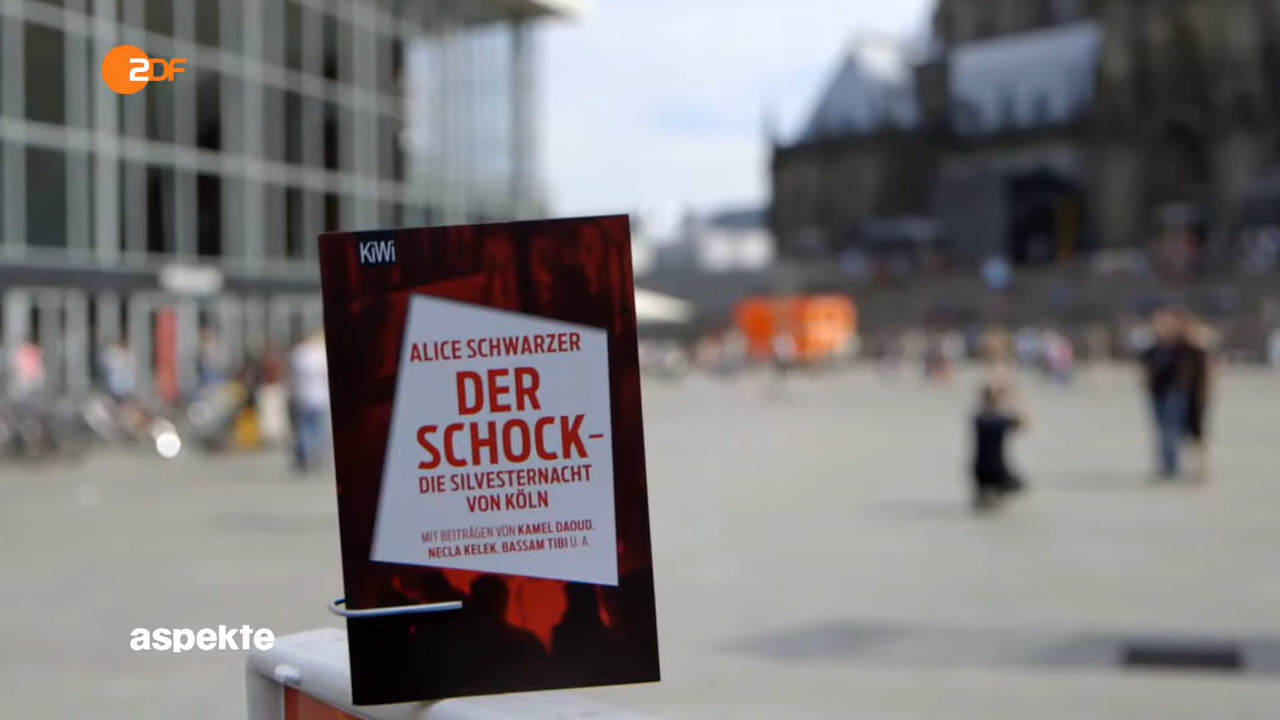 ZDF
KiWi
ALICE SCHWARZER
DER
SCHOCK-
DIE SILVESTERNACHT
VON KÖLN
MIT BEITRÄGEN VON KAMEL DAOUD,
NECLA KELEK, BASSAM TIBI U. A.
aspekte